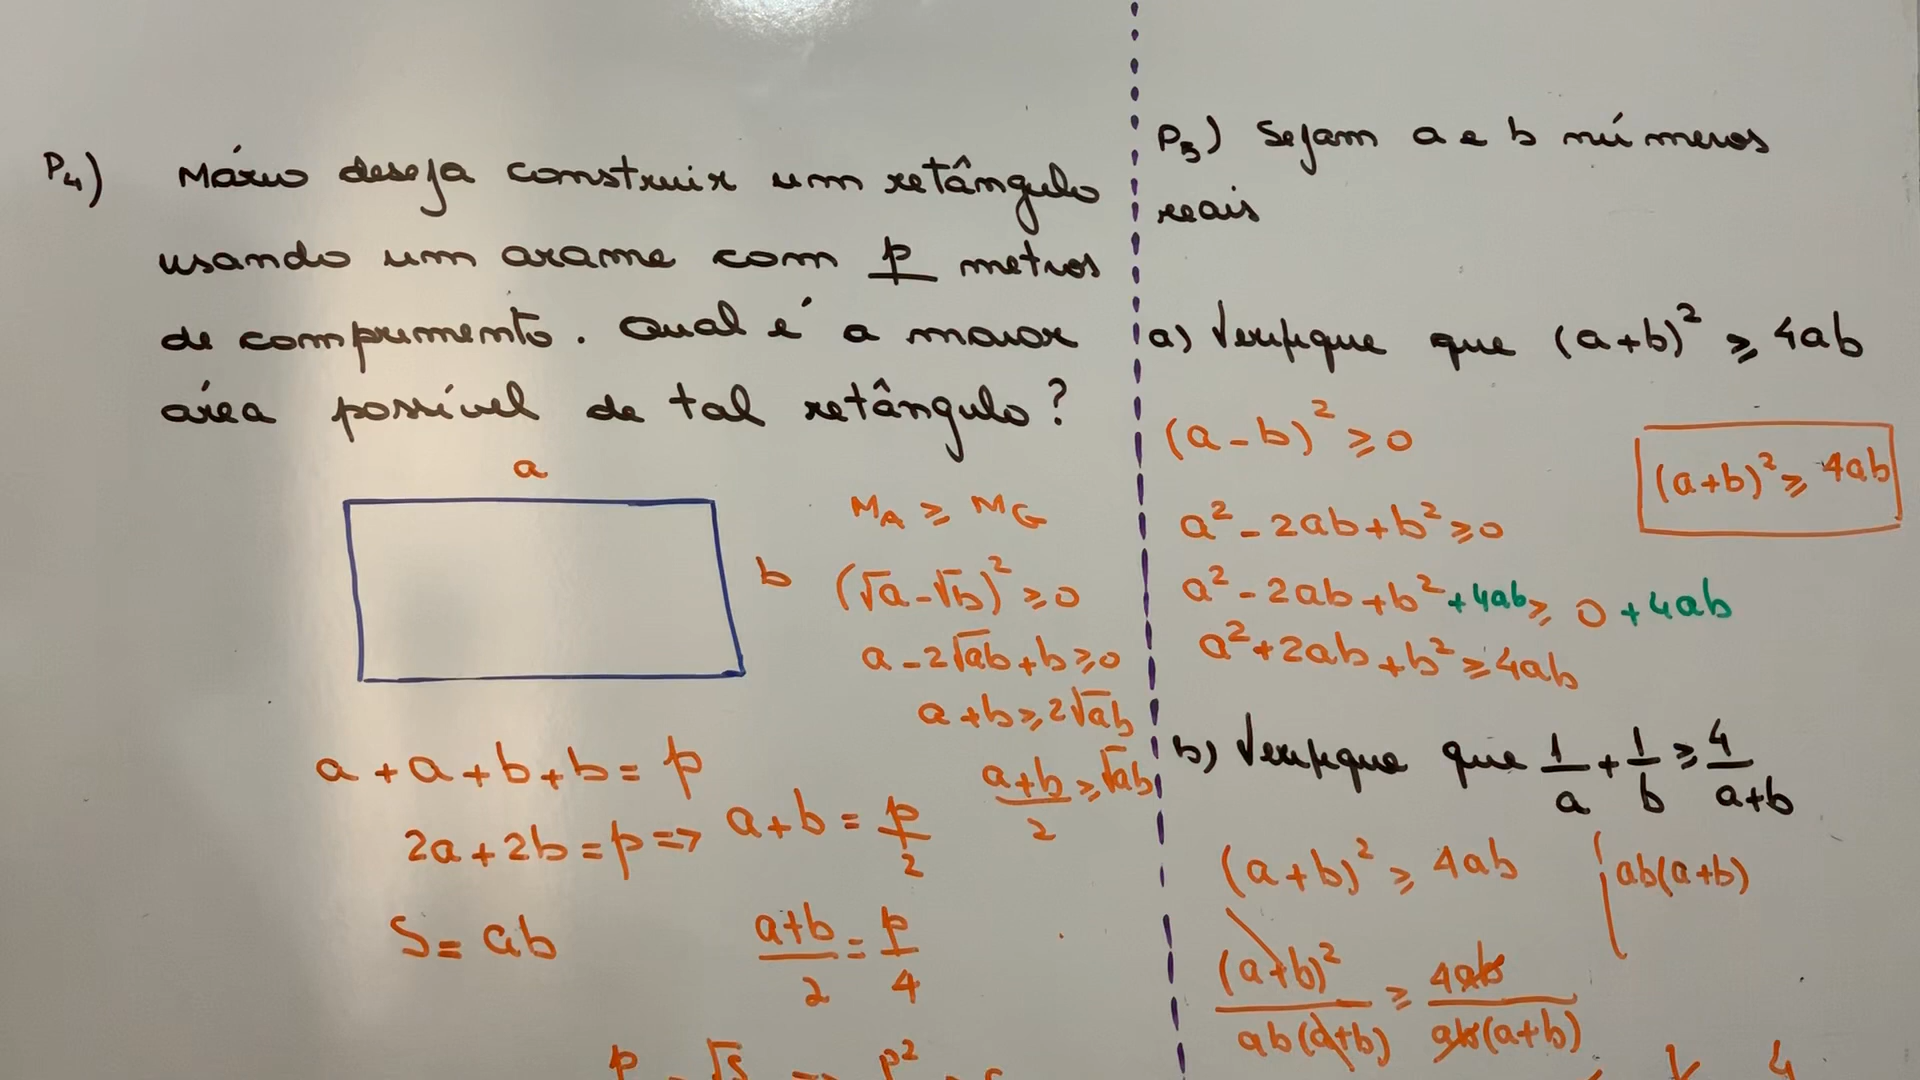 P4) Mário deseja construir um retângulo
usando um arame com p metros
de comprimento. Qual é a maior
área possível de tal retângulo?
a
b
MA ≥ MG
(√a - √b)² ≥ 0
a - 2√ab + b ≥ 0
a + b ≥ 2√ab
a+b/2 ≥ √ab
a + a + b + b = p
2a + 2b = p => a + b = p/2
S = ab
a+b/2 = p/4
P3) Sejam a e b números
reais
a) Verifique que (a+b)² ≥ 4ab
(a - b)² ≥ 0
(a+b)² ≥ 4ab
a² - 2ab + b² ≥ 0
a² - 2ab + b² + 4ab ≥ 0 + 4ab
a² + 2ab + b² ≥ 4ab
b) Verifique que 1/a + 1/b ≥ 4/a+b
(a+b)² ≥ 4ab
ab(a+b)
(a+b)²/ab(a+b) ≥ 4ab/ab(a+b)